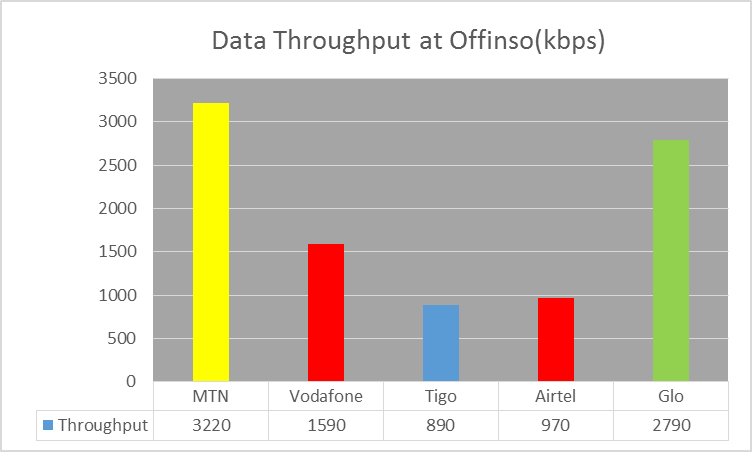 Data Throughput at Offinso(kbps)
3500
3000
2500
2000
1500
1000
500
0
MTN Vodafone Tigo Airtel Glo
Throughput 3220 1590 890 970 2790